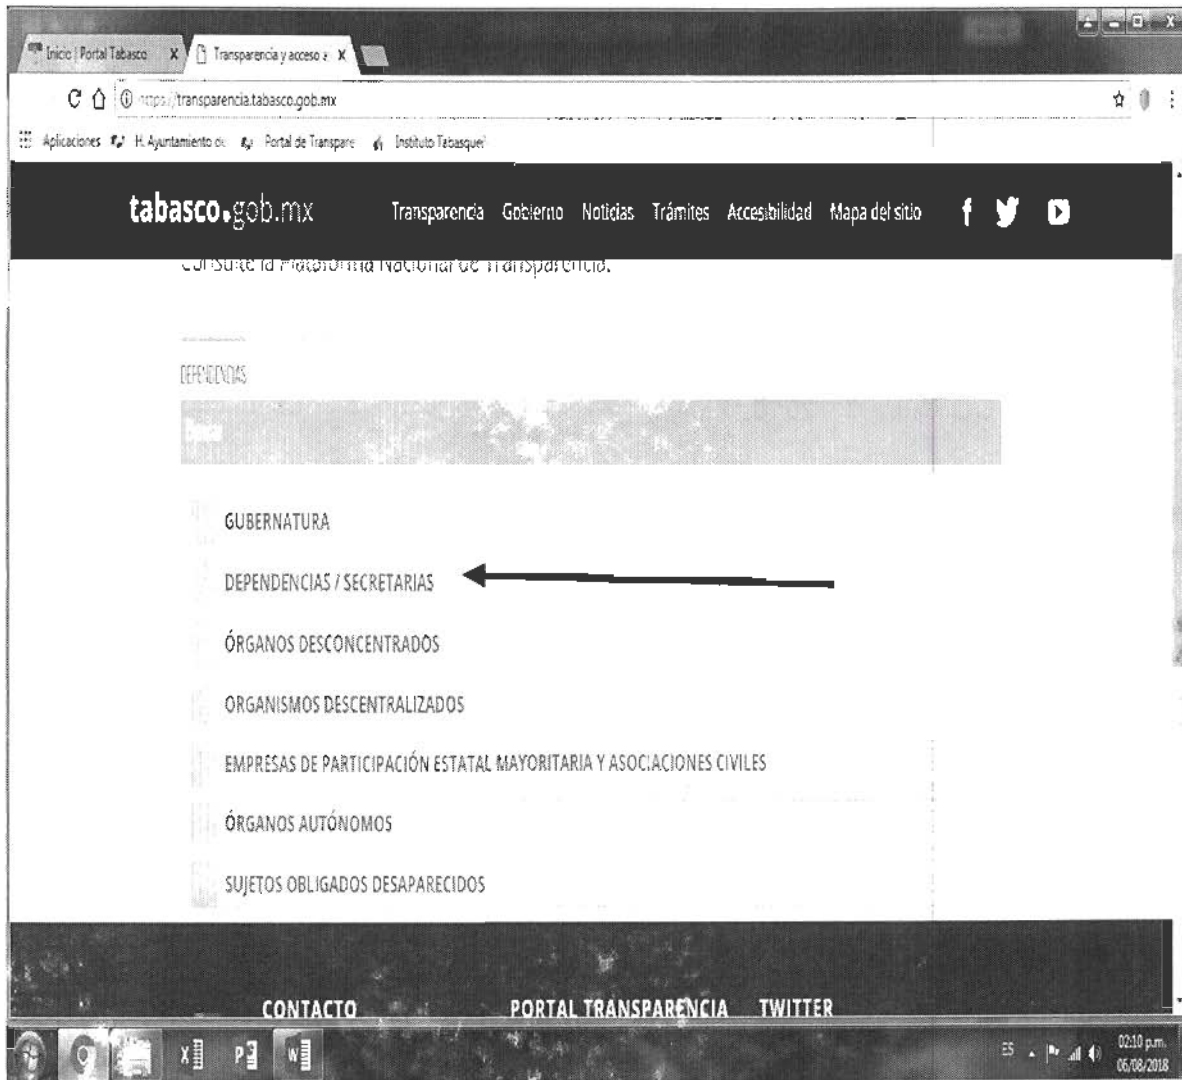 Inicio | Portal Tabasco X Transparencia y acceso a X
https://transparencia.tabasco.gob.mx
Aplicaciones H. Ayuntamiento de Portal de Transpare Instituto Tabasque
tabasco.gob.mx Transparencia Gobierno Noticias Trámites Accesibilidad Mapa del sitio
Consulte la Plataforma Nacional de Transparencia.
DEPENDENCIAS
GUBERNATURA
DEPENDENCIAS / SECRETARIAS
ÓRGANOS DESCONCENTRADOS
ORGANISMOS DESCENTRALIZADOS
EMPRESAS DE PARTICIPACIÓN ESTATAL MAYORITARIA Y ASOCIACIONES CIVILES
ÓRGANOS AUTÓNOMOS
SUJETOS OBLIGADOS DESAPARECIDOS
CONTACTO PORTAL TRANSPARENCIA TWITTER
ES 02:10 p.m.
06/08/2018